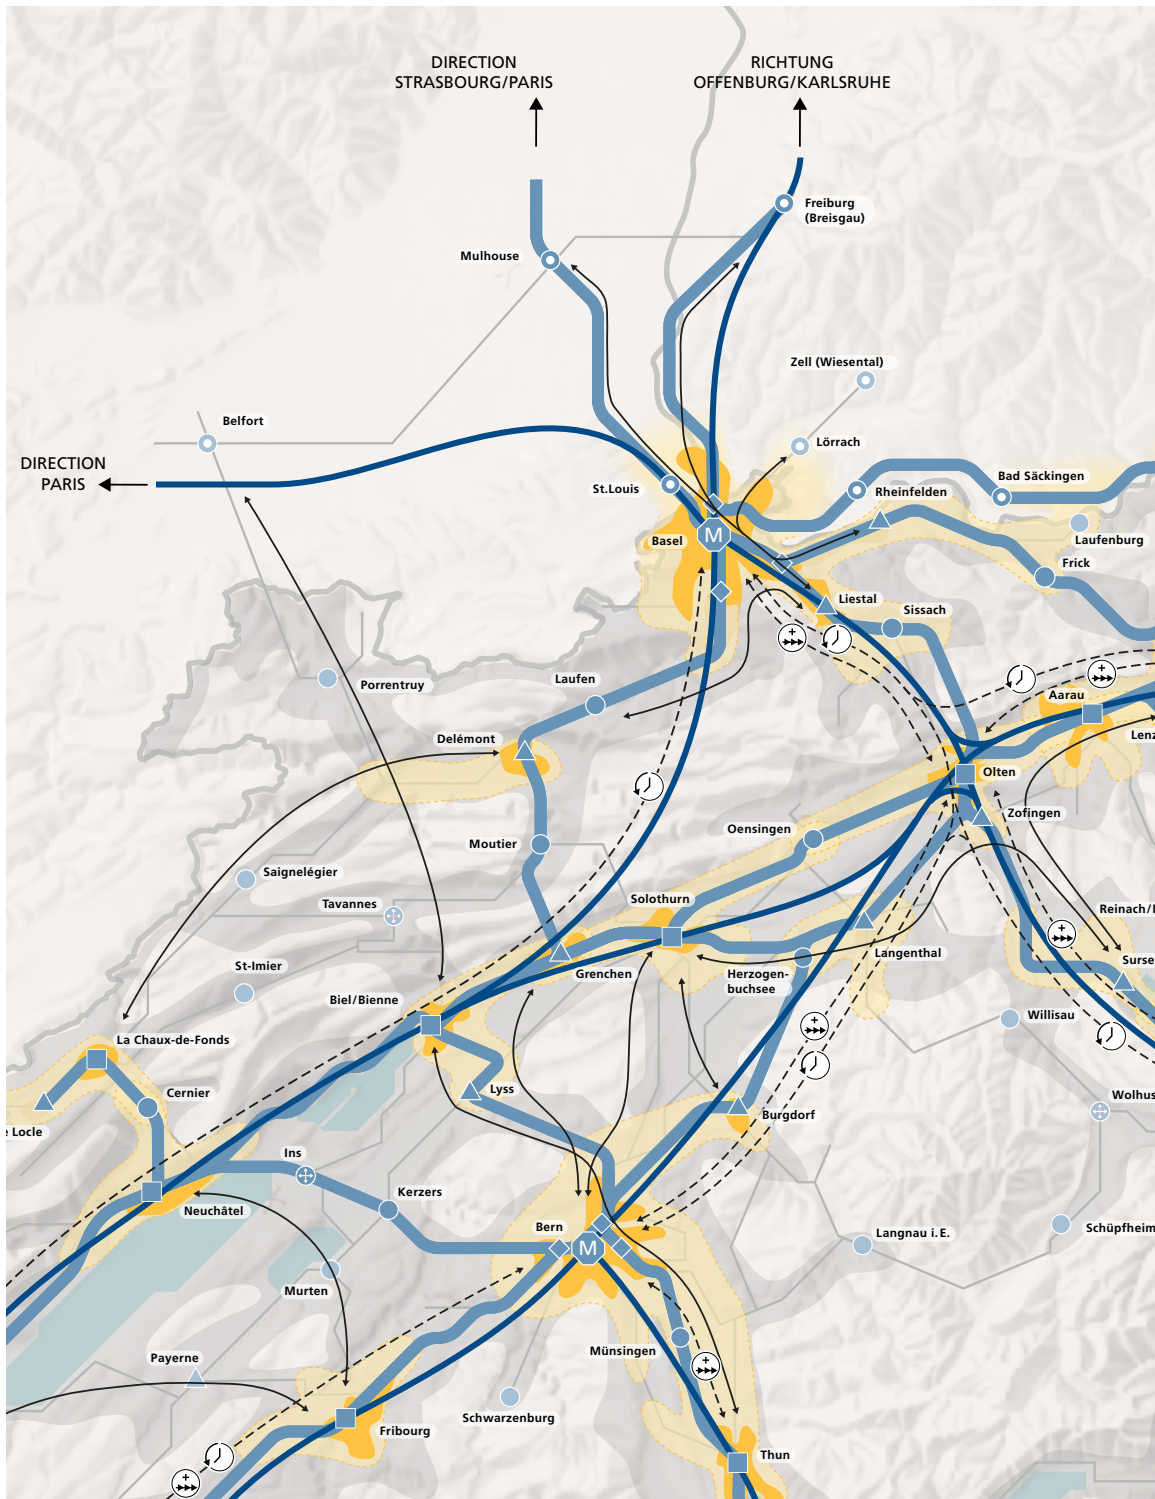 DIRECTION
STRASBOURG/PARIS
RICHTUNG
OFFENBURG/KARLSRUHE
Freiburg
(Breisgau)
Mulhouse
Zell (Wiesental)
Belfort
Lörrach
DIRECTION
PARIS
St.Louis
Bad Säckingen
Rheinfelden
M
Basel
Laufenburg
Frick
Liestal
Sissach
+
Laufen
Porrentruy
+
Aarau
Delémont
Lenz
Olten
Zofingen
Oensingen
Moutier
Saignelégier
Tavannes
Solothurn
Reinach/
+
St-Imier
Grenchen
Herzogen-
buchsee
Langenthal
Surse
Biel/Bienne
Willisau
+
La Chaux-de-Fonds
Cernier
Lyss
Burgdorf
Wolhus
e Locle
Ins
Kerzers
Neuchâtel
Bern
M
Langnau i.E.
Schüpfheim
Murten
Münsingen
+
Payerne
Schwarzenburg
Fribourg
Thun
+